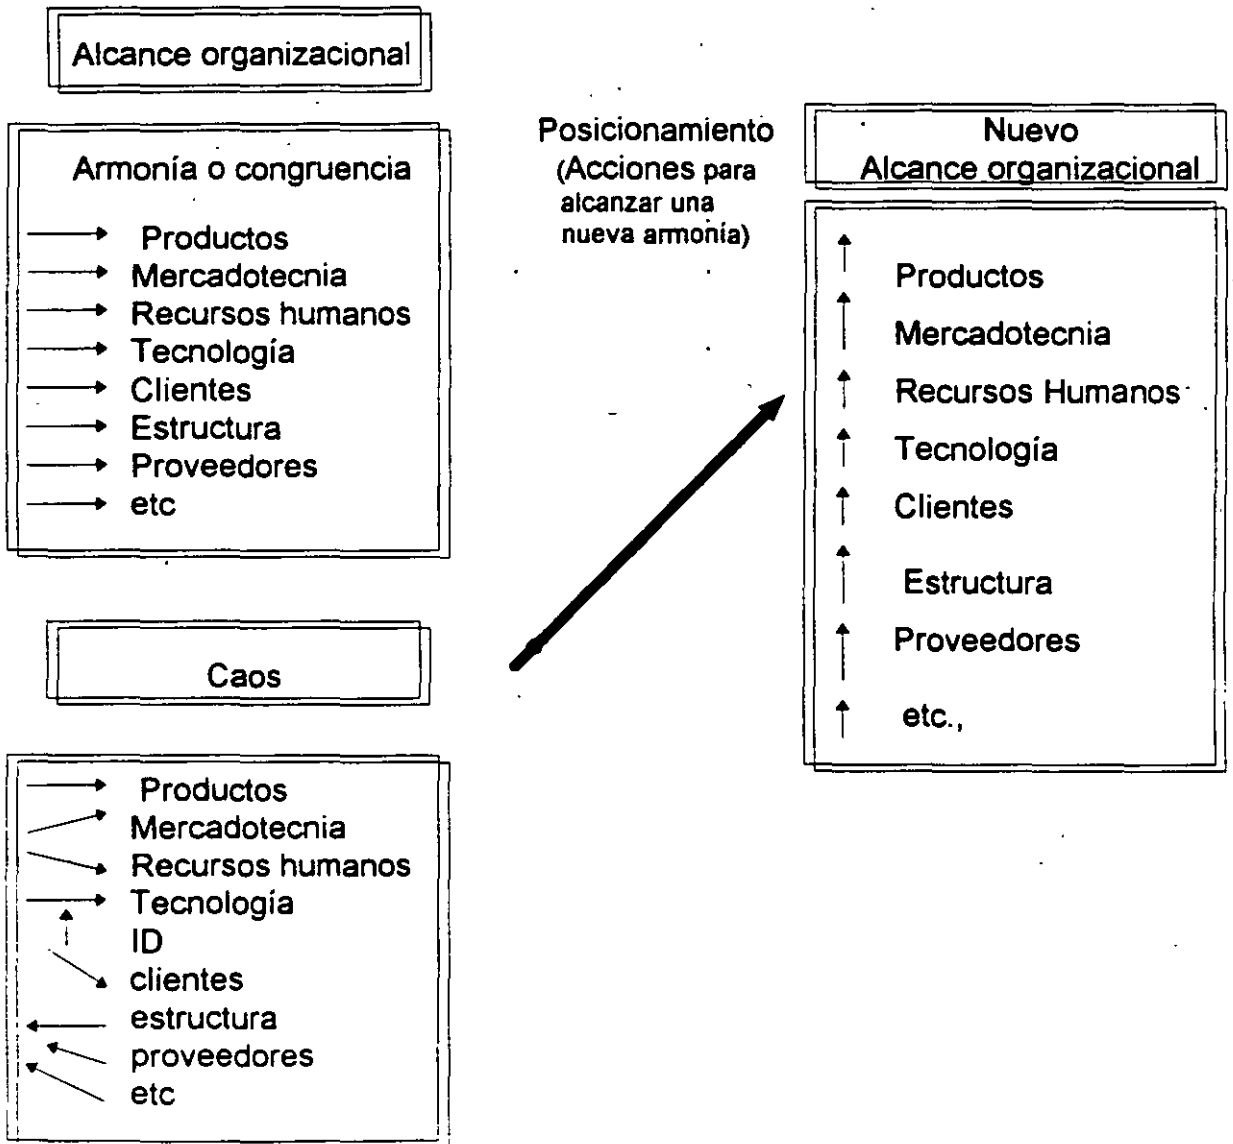 Alcance organizacional
Armonía o congruencia
Productos
Mercadotecnia
Recursos humanos
Tecnología
Clientes
Estructura
Proveedores
etc
Caos
Productos
Mercadotecnia
Recursos humanos
Tecnología
ID
clientes
estructura
proveedores
etc
Posicionamiento
(Acciones para
alcanzar una
nueva armonía)
Nuevo
Alcance organizacional
Productos
Mercadotecnia
Recursos Humanos
Tecnología
Clientes
Estructura
Proveedores
etc.,